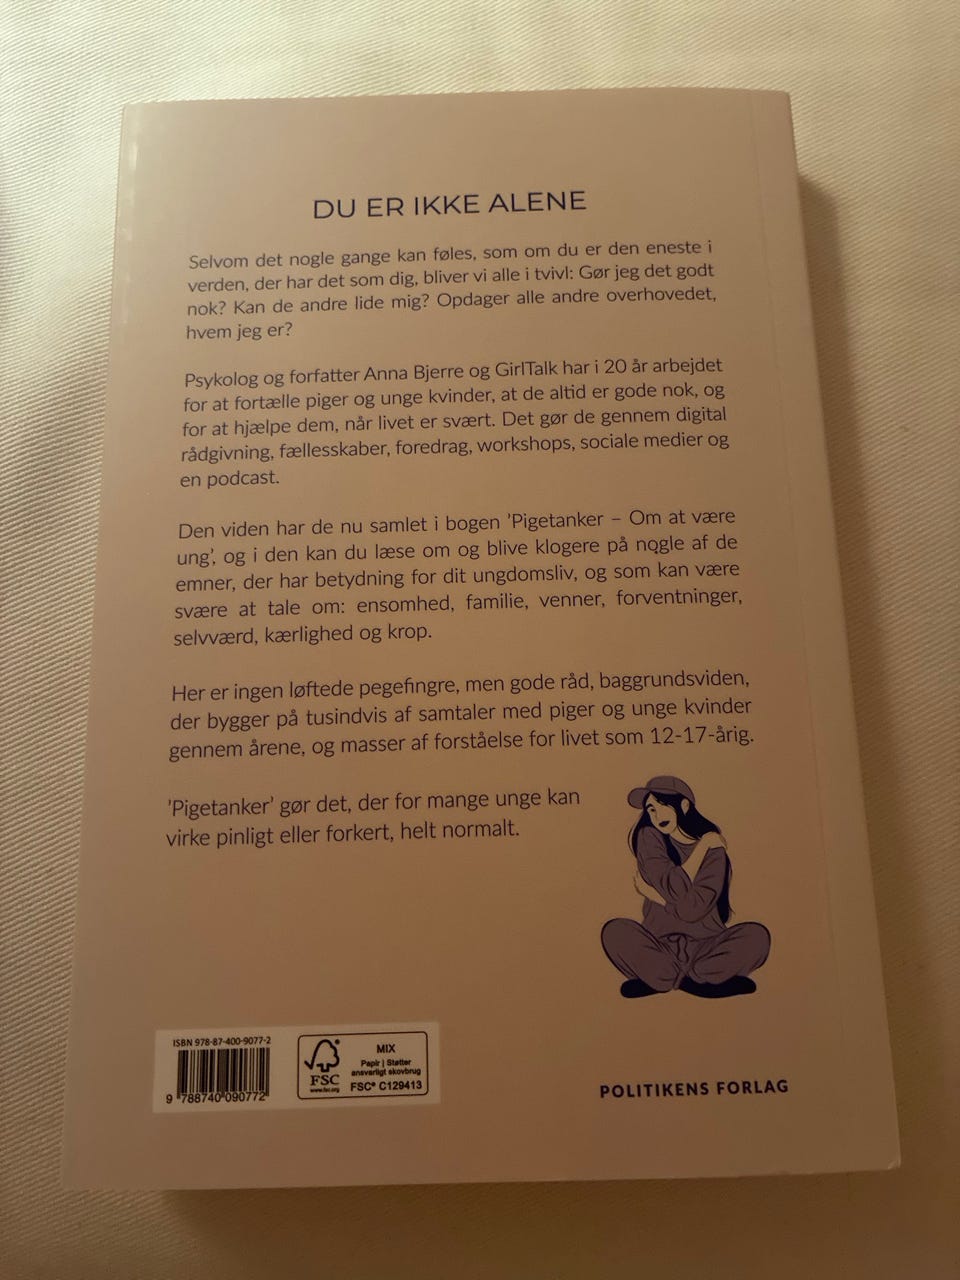 DU ER IKKE ALENE
Selvom det nogle gange kan føles, som om du er den eneste i
verden, der har det som dig, bliver vi alle i tvivl: Gør jeg det godt
nok? Kan de andre lide mig? Opdager alle andre overhovedet,
hvem jeg er?
Psykolog og forfatter Anna Bjerre og GirlTalk har i 20 år arbejdet
for at fortælle piger og unge kvinder, at de altid er gode nok, og
for at hjælpe dem, når livet er svært. Det gør de gennem digital
rådgivning, fællesskaber, foredrag, workshops, sociale medier og
en podcast.
Den viden har de nu samlet i bogen ’Pigetanker – Om at være
ung’, og i den kan du læse om og blive klogere på nogle af de
emner, der har betydning for dit ungdomsliv, og som kan være
svære at tale om: ensomhed, familie, venner, forventninger,
selvværd, kærlighed og krop.
Her er ingen løftede pegefingre, men gode råd, baggrundsviden,
der bygger på tusindvis af samtaler med piger og unge kvinder
gennem årene, og masser af forståelse for livet som 12-17-årig.
’Pigetanker’ gør det, der for mange unge kan
virke pinligt eller forkert, helt normalt.
ISBN 978-87-400-9077-2
9 788740 090772
FSC
www.fsc.org
MIX
Papir | Støtter
ansvarligt skovbrug
FSC® C129413
POLITIKENS FORLAG